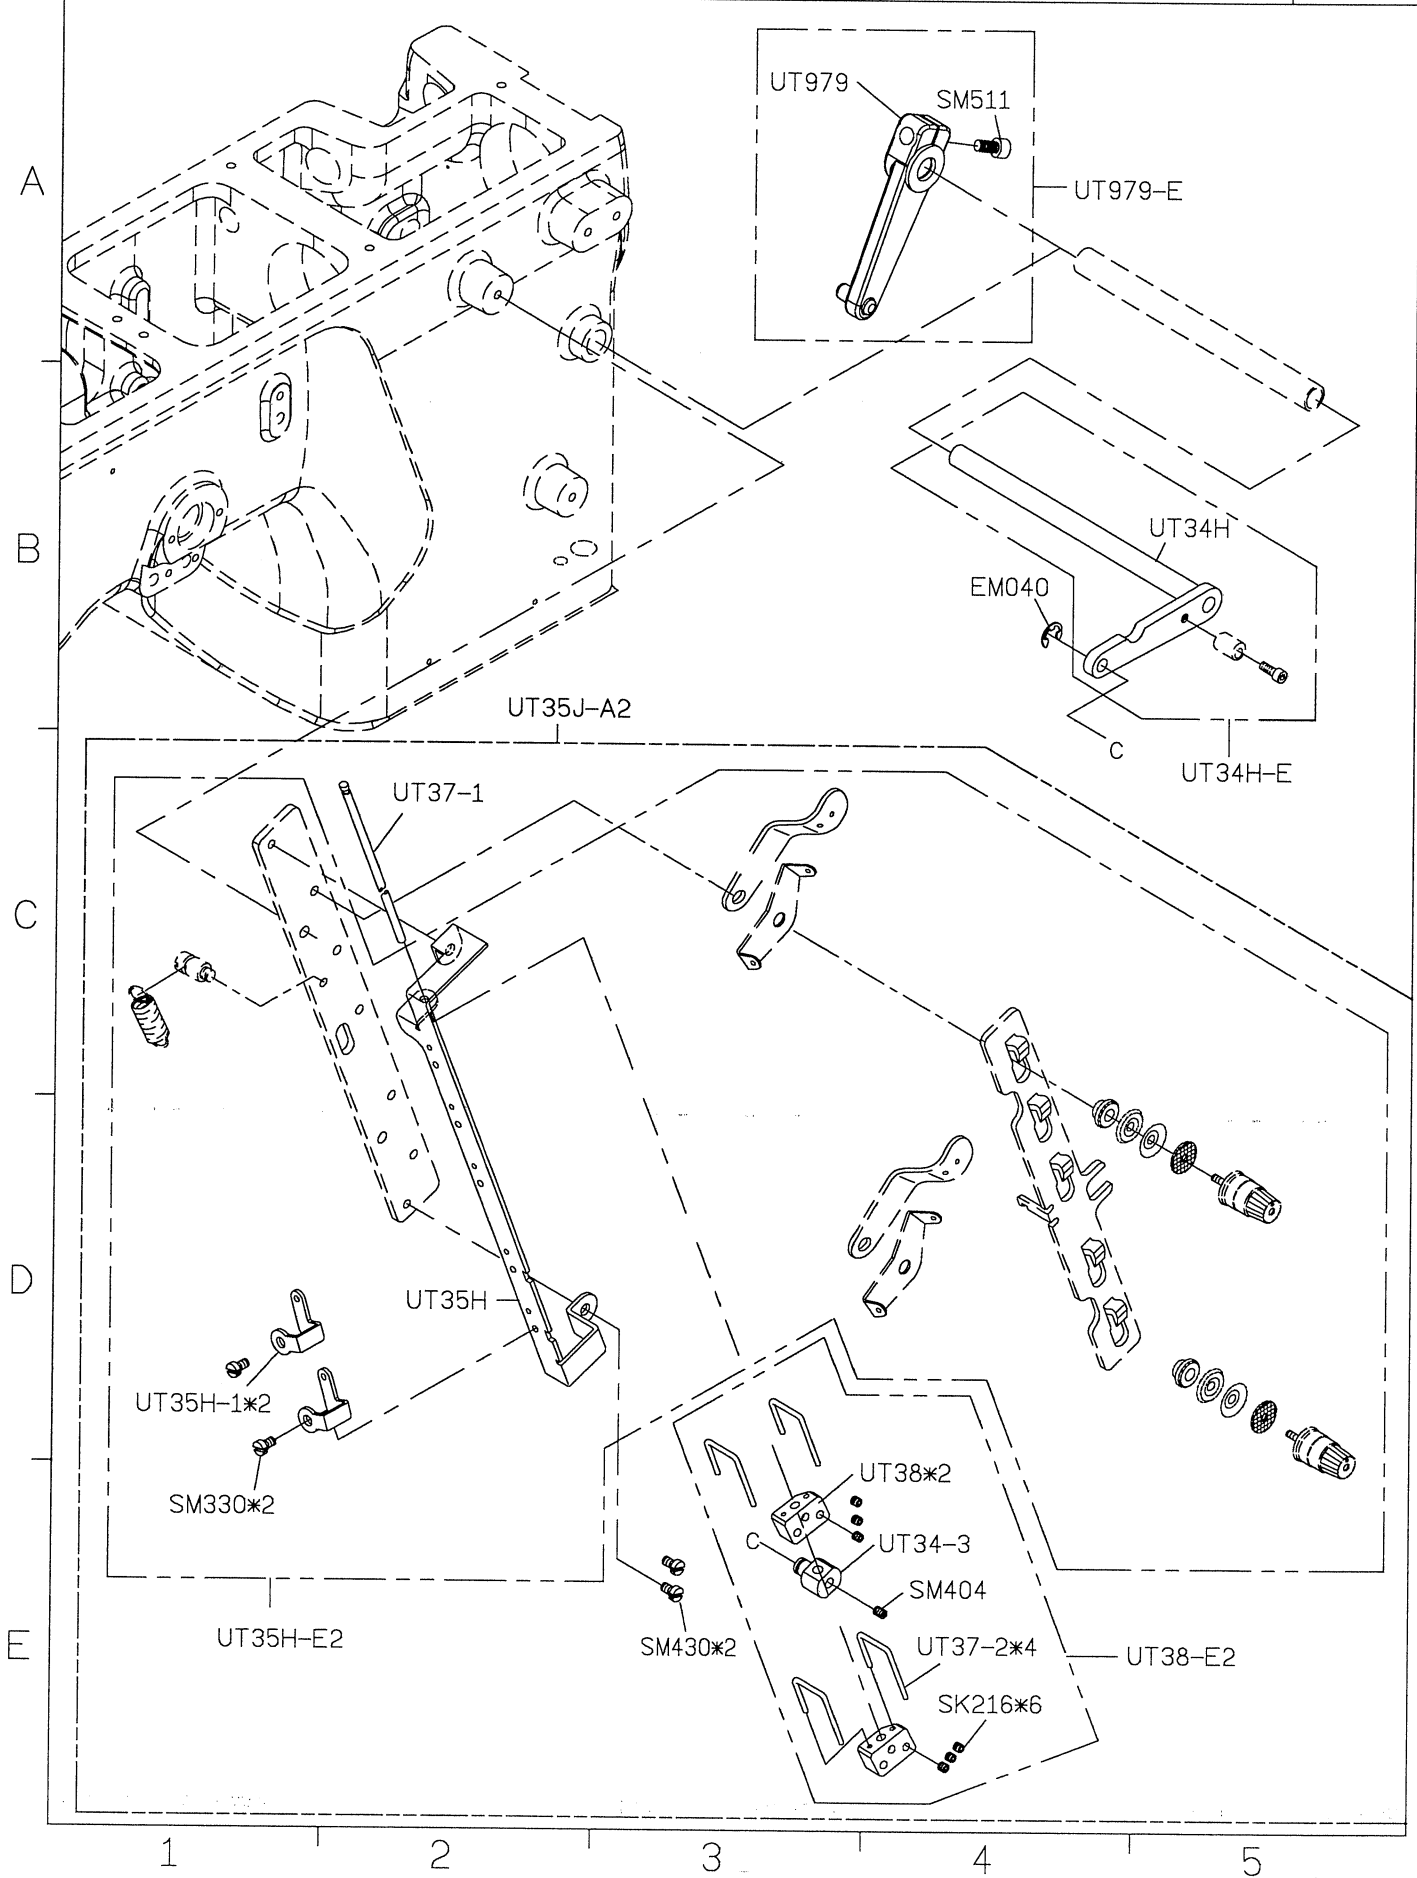 UT979
SM511
A
UT979-E
UT34H
B
EM040
UT35J-A2
C
UT34H-E
UT37-1
C
D
UT35H
UT35H-1*2
UT38*2
SM330*2
C
UT34-3
SM404
UT35H-E2
E
SM430*2
UT37-2*4
UT38-E2
SK216*6
1
2
3
4
5